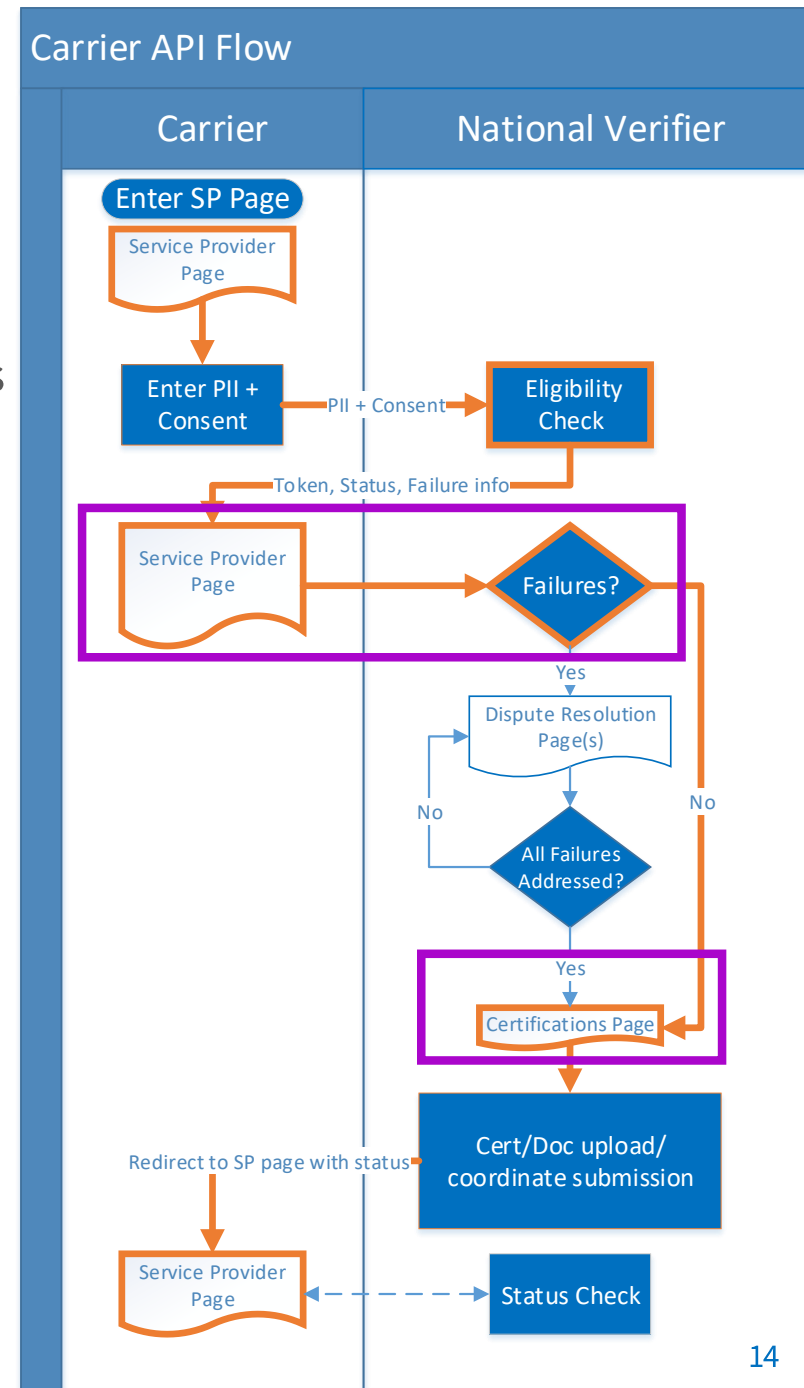 Carrier API Flow
Carrier
National Verifier
Enter SP Page
Service Provider
Page
s
Enter PII +
Consent
PII + Consent
Eligibility
Check
Token, Status, Failure info
Service Provider
Page
Failures?
Yes
Dispute Resolution
Page(s)
No
No
All Failures
Addressed?
Yes
Certifications Page
Cert/Doc upload/
coordinate submission
Redirect to SP page with status
Service Provider
Page
Status Check
14